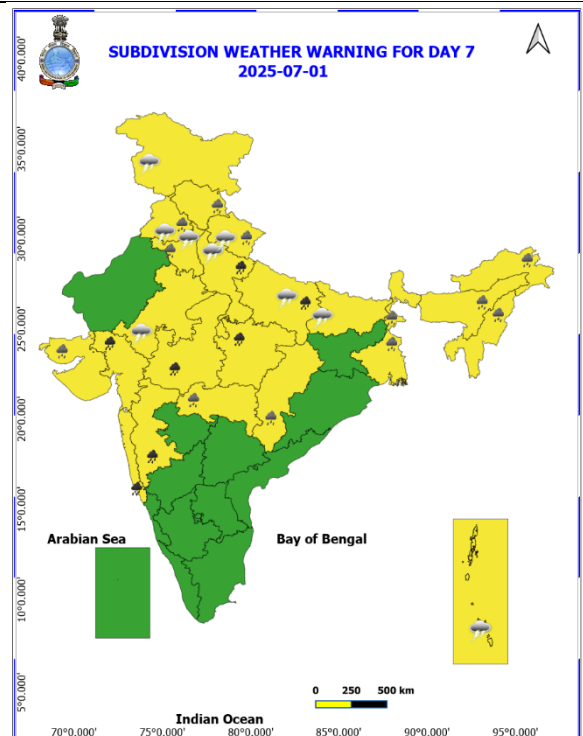 SUBDIVISION WEATHER WARNING FOR DAY 7
2025-07-01
40°0.000'
35°0.000'
30°0.000'
25°0.000'
20°0.000'
15°0.000'
10°0.000'
5°0.000'
Arabian Sea
Bay of Bengal
0 250 500 km
Indian Ocean
70°0.000' 75°0.000' 80°0.000' 85°0.000' 90°0.000' 95°0.000'